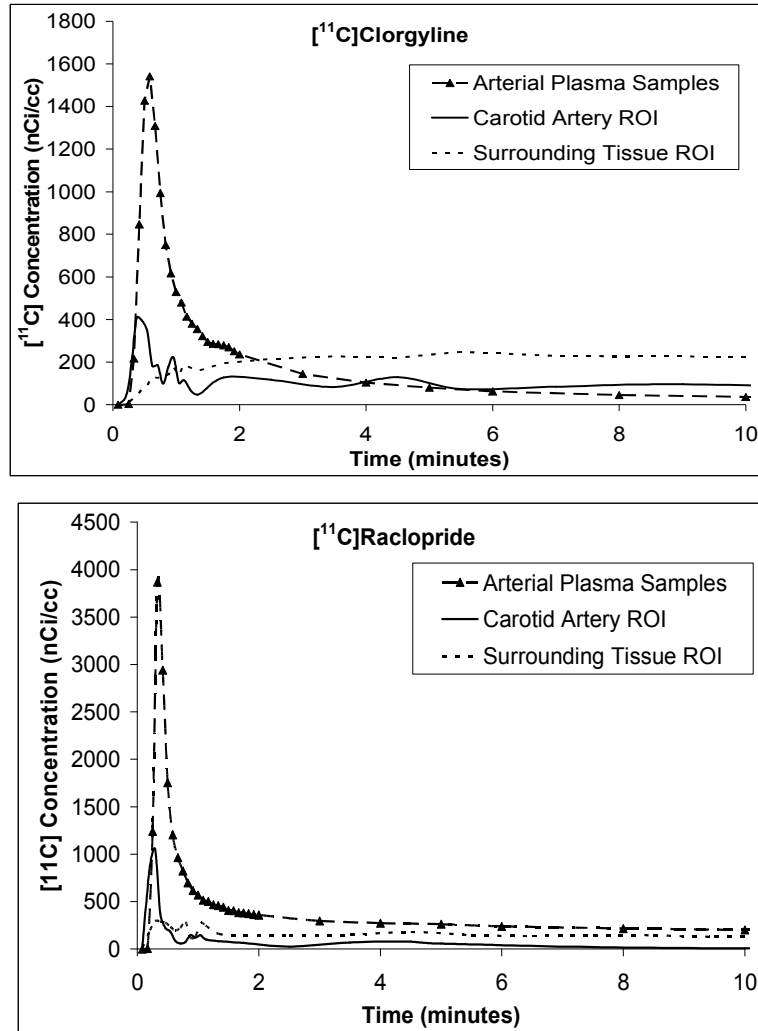 [¹¹C]Clorgyline
1800
1600
1400
1200
1000
800
600
400
200
0
[¹¹C] Concentration (nCi/cc)
Arterial Plasma Samples
Carotid Artery ROI
Surrounding Tissue ROI
0 2 4 6 8 10
Time (minutes)
[¹¹C]Raclopride
4500
4000
3500
3000
2500
2000
1500
1000
500
0
[11C] Concentration (nCi/cc)
Arterial Plasma Samples
Carotid Artery ROI
Surrounding Tissue ROI
0 2 4 6 8 10
Time (minutes)